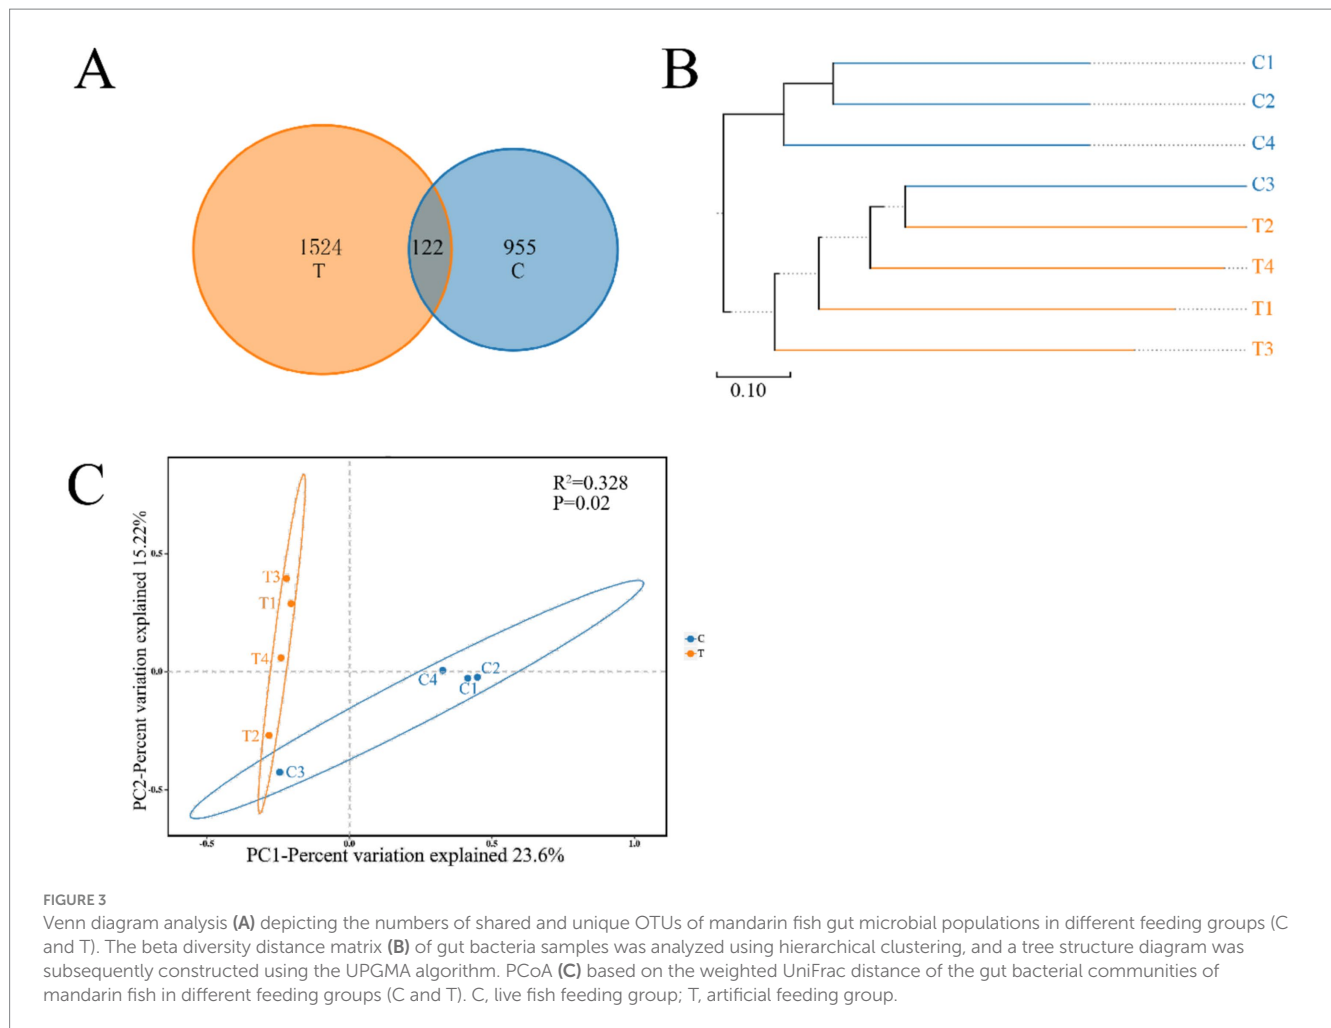 A
1524
T
122
955
C
B
C1
C2
C4
C3
T2
T4
T1
T3
0.10
C
R²=0.328
P=0.02
PC2-Percent variation explained 15.22%
0.5
0.0
-0.5
T3
T1
T4
T2
C4
C2
C1
C3
-0.5
0.0
0.5
1.0
PC1-Percent variation explained 23.6%
C
T
FIGURE 3
Venn diagram analysis (A) depicting the numbers of shared and unique OTUs of mandarin fish gut microbial populations in different feeding groups (C
and T). The beta diversity distance matrix (B) of gut bacteria samples was analyzed using hierarchical clustering, and a tree structure diagram was
subsequently constructed using the UPGMA algorithm. PCoA (C) based on the weighted UniFrac distance of the gut bacterial communities of
mandarin fish in different feeding groups (C and T). C, live fish feeding group; T, artificial feeding group.